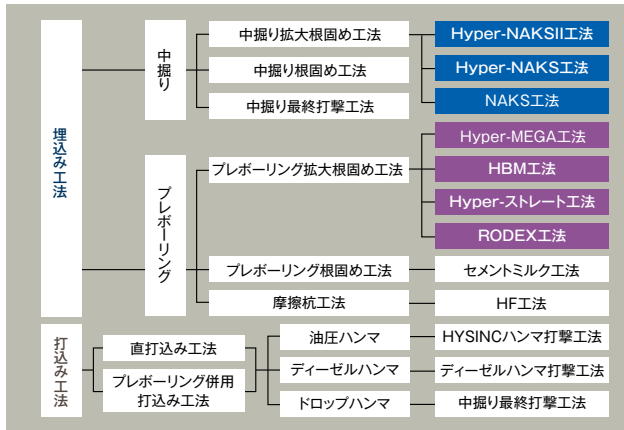 埋込み工法
中掘り
中掘り拡大根固め工法
Hyper-NAKSII工法
中掘り根固め工法
Hyper-NAKS工法
中掘り最終打撃工法
NAKS工法
プレボーリング
プレボーリング拡大根固め工法
Hyper-MEGA工法
HBM工法
Hyper-ストレート工法
RODEX工法
プレボーリング根固め工法
セメントミルク工法
摩擦杭工法
HF工法
打込み工法
直打込み工法
プレボーリング併用
打込み工法
油圧ハンマ
HYSINCハンマ打撃工法
ディーゼルハンマ
ディーゼルハンマ打撃工法
ドロップハンマ
中掘り最終打撃工法